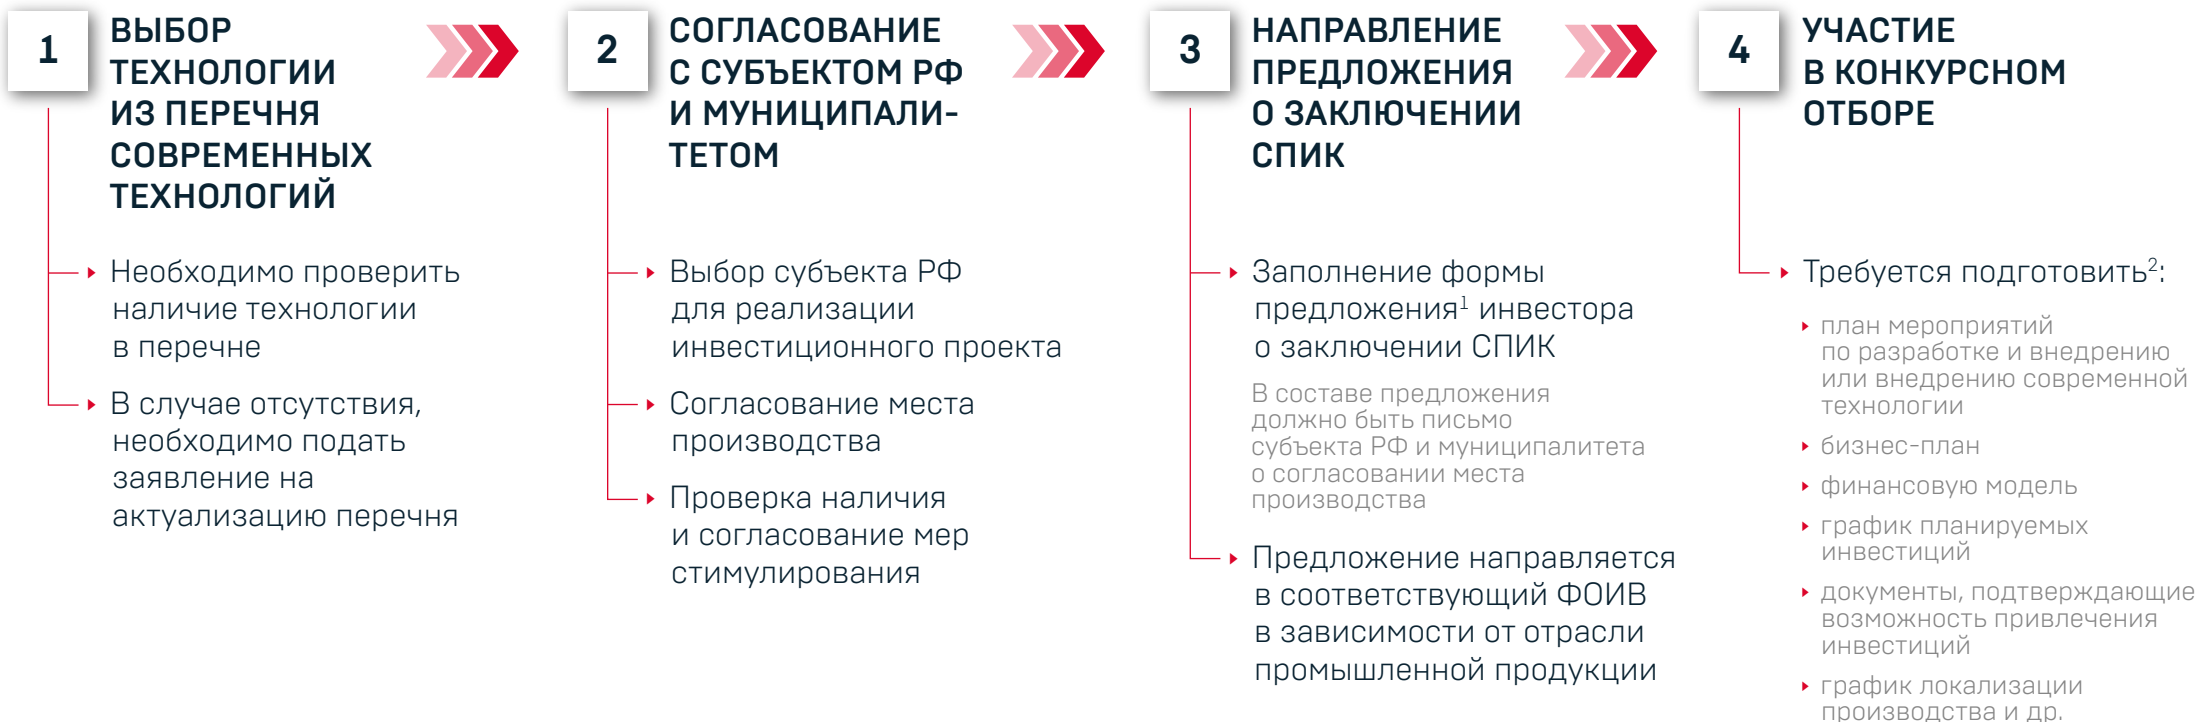 1
ВЫБОР
ТЕХНОЛОГИИ
ИЗ ПЕРЕЧНЯ
СОВРЕМЕННЫХ
ТЕХНОЛОГИЙ
Необходимо проверить
наличие технологии
в перечне
В случае отсутствия,
необходимо подать
заявление на
актуализацию перечня
2
СОГЛАСОВАНИЕ
С СУБЪЕКТОМ РФ
И МУНИЦИПАЛИ-
ТЕТОМ
Выбор субъекта РФ
для реализации
инвестиционного проекта
Согласование места
производства
Проверка наличия
и согласование мер
стимулирования
3
НАПРАВЛЕНИЕ
ПРЕДЛОЖЕНИЯ
О ЗАКЛЮЧЕНИИ
СПИК
Заполнение формы
предложения¹ инвестора
о заключении СПИК
В составе предложения
должно быть письмо
субъекта РФ и муниципалитета
о согласовании места
производства
Предложение направляется
в соответствующий ФОИВ
в зависимости от отрасли
промышленной продукции
4
УЧАСТИЕ
В КОНКУРСНОМ
ОТБОРЕ
Требуется подготовить²:
план мероприятий
по разработке и внедрению
или внедрению современной
технологии
бизнес-план
финансовую модель
график планируемых
инвестиций
документы, подтверждающие
возможность привлечения
инвестиций
график локализации
производства и др.